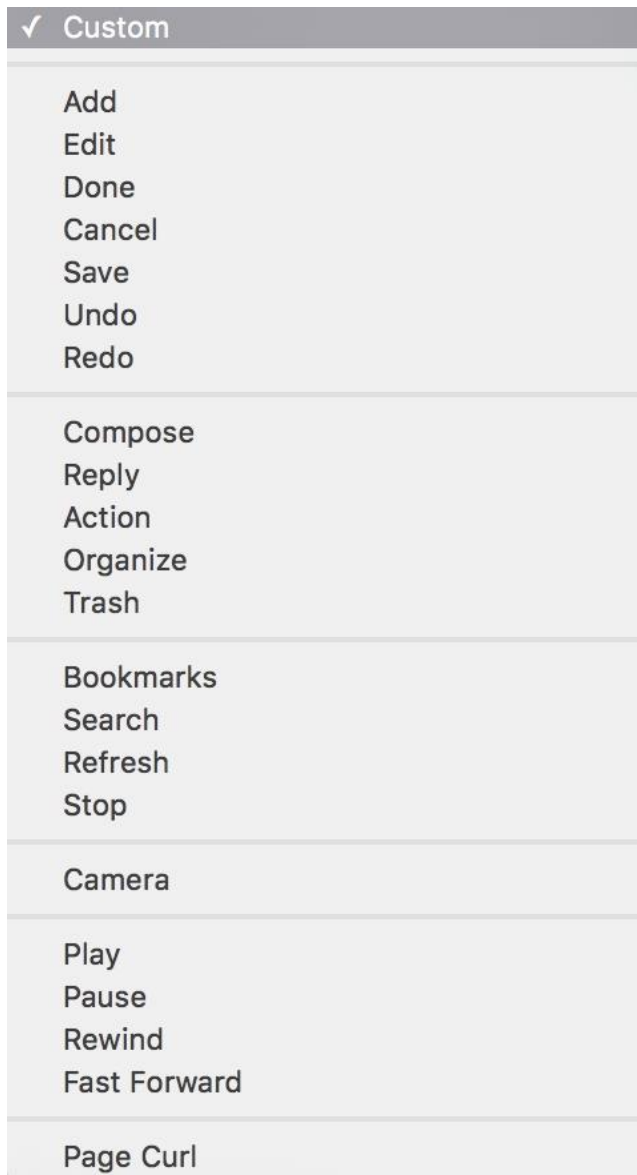 ✓ Custom
Add
Edit
Done
Cancel
Save
Undo
Redo
Compose
Reply
Action
Organize
Trash
Bookmarks
Search
Refresh
Stop
Camera
Play
Pause
Rewind
Fast Forward
Page Curl